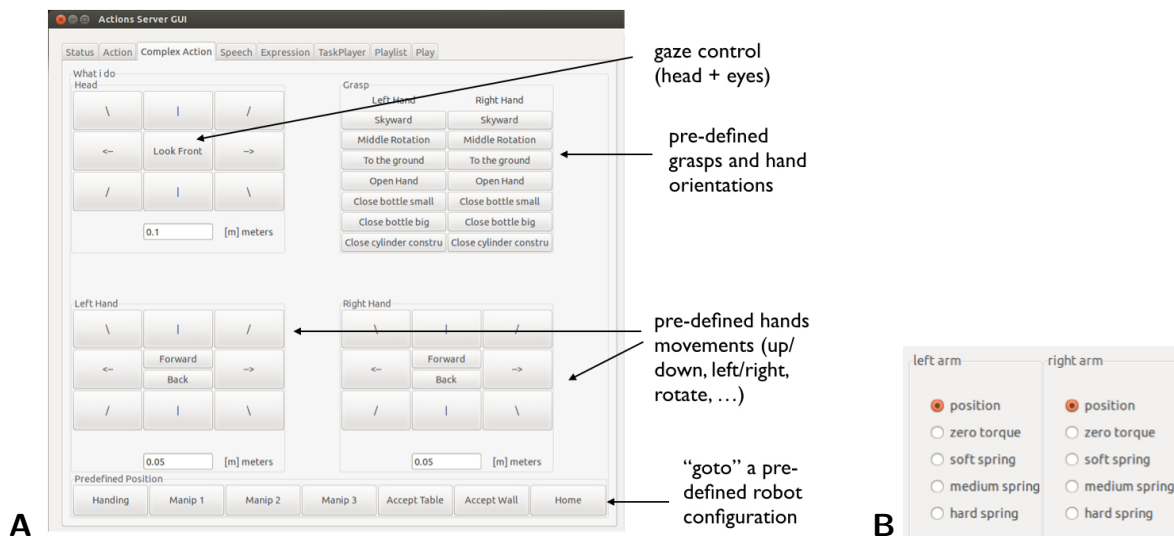 Actions Server GUI
Status Action Complex Action Speech Expression TaskPlayer Playlist Play
What i do
Head
\ | /
<-- Look Front -->
/ | \
0.1 [m] meters
Grasp
Left Hand Right Hand
Skyward Skyward
Middle Rotation Middle Rotation
To the ground To the ground
Open Hand Open Hand
Close bottle small Close bottle small
Close bottle big Close bottle big
Close cylinder constru Close cylinder constru
Left Hand
\ | /
<-- Forward -->
Back
/ | \
0.05 [m] meters
Right Hand
\ | /
<-- Forward -->
Back
/ | \
0.05 [m] meters
Predefined Position
Handing Manip 1 Manip 2 Manip 3 Accept Table Accept Wall Home
gaze control
(head + eyes)
pre-defined
grasps and hand
orientations
pre-defined hands
movements (up/
down, left/right,
rotate, …)
“goto” a pre-
defined robot
configuration
A
left arm right arm
position position
zero torque zero torque
soft spring soft spring
medium spring medium spring
hard spring hard spring
B